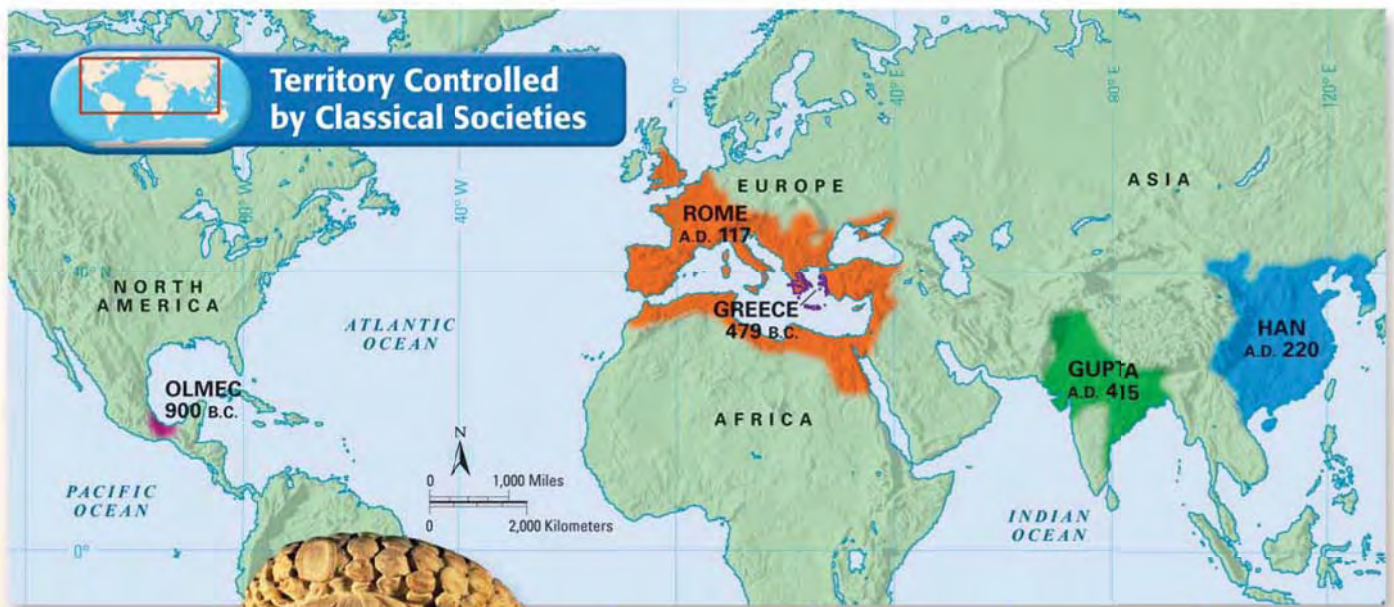 Territory Controlled
by Classical Societies
0°
40° E
80° E
120° E
80° W
40° W
EUROPE
ASIA
ROME
A.D. 117
40° N
NORTH
AMERICA
GREECE
479 B.C.
HAN
A.D. 220
ATLANTIC
OCEAN
GUPTA
A.D. 415
OLMEC
900 B.C.
AFRICA
N
0 1,000 Miles
0 2,000 Kilometers
PACIFIC
OCEAN
INDIAN
OCEAN
0°